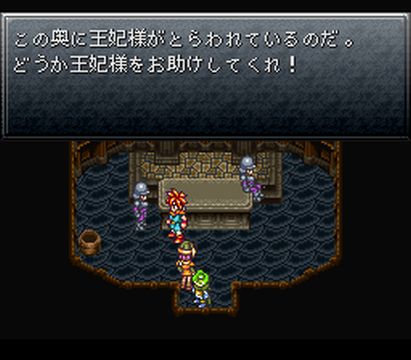 この奥に王妃様がとらわれているのだ。
どうか王妃様をお助けしてくれ！